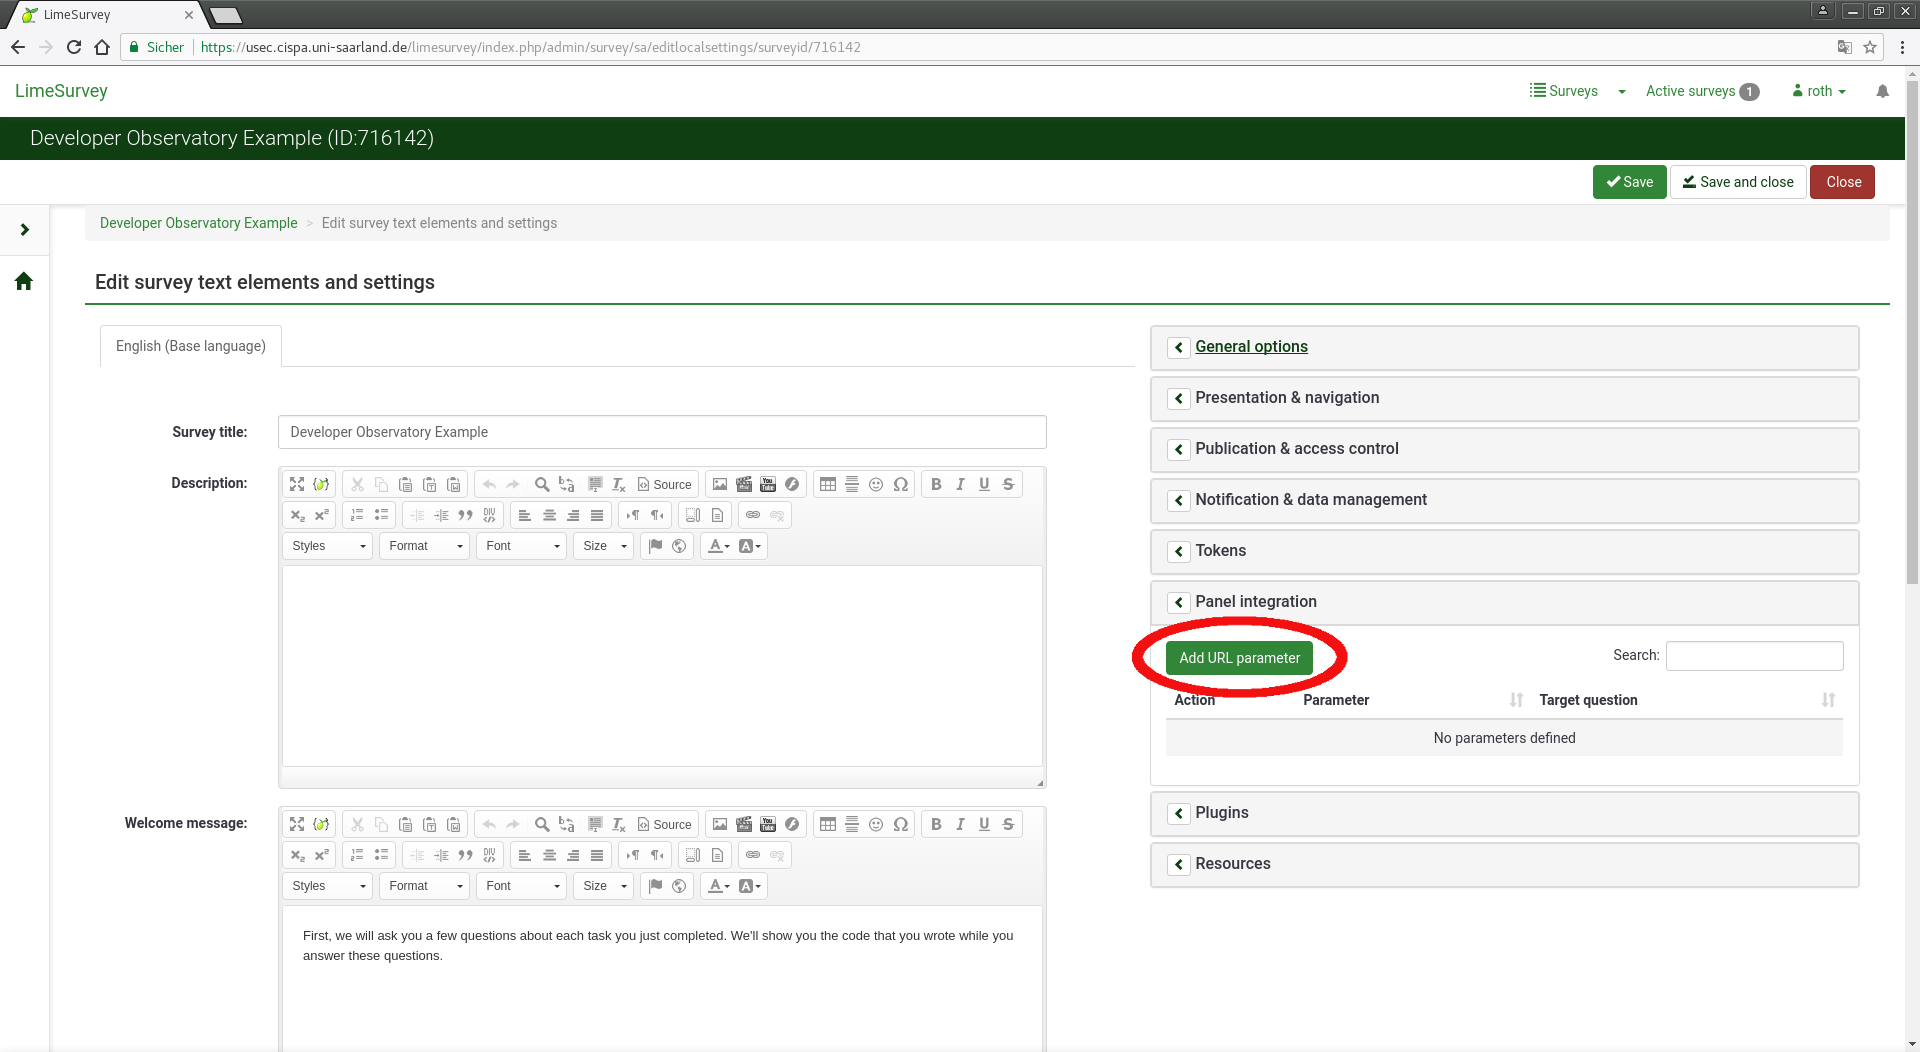 LimeSurvey
Sicher https://usec.cispa.uni-saarland.de/limesurvey/index.php/admin/survey/sa/editlocalsettings/surveyid/716142
LimeSurvey
Surveys
Active surveys 1
roth
Developer Observatory Example (ID:716142)
Save
Save and close
Close
Developer Observatory Example > Edit survey text elements and settings
Edit survey text elements and settings
English (Base language)
Survey title:
Developer Observatory Example
Description:
Source
B I U S
Styles
Format
Font
Size
Welcome message:
Source
B I U S
Styles
Format
Font
Size
First, we will ask you a few questions about each task you just completed. We'll show you the code that you wrote while you
answer these questions.
General options
Presentation & navigation
Publication & access control
Notification & data management
Tokens
Panel integration
Add URL parameter
Search:
Action
Parameter
Target question
No parameters defined
Plugins
Resources